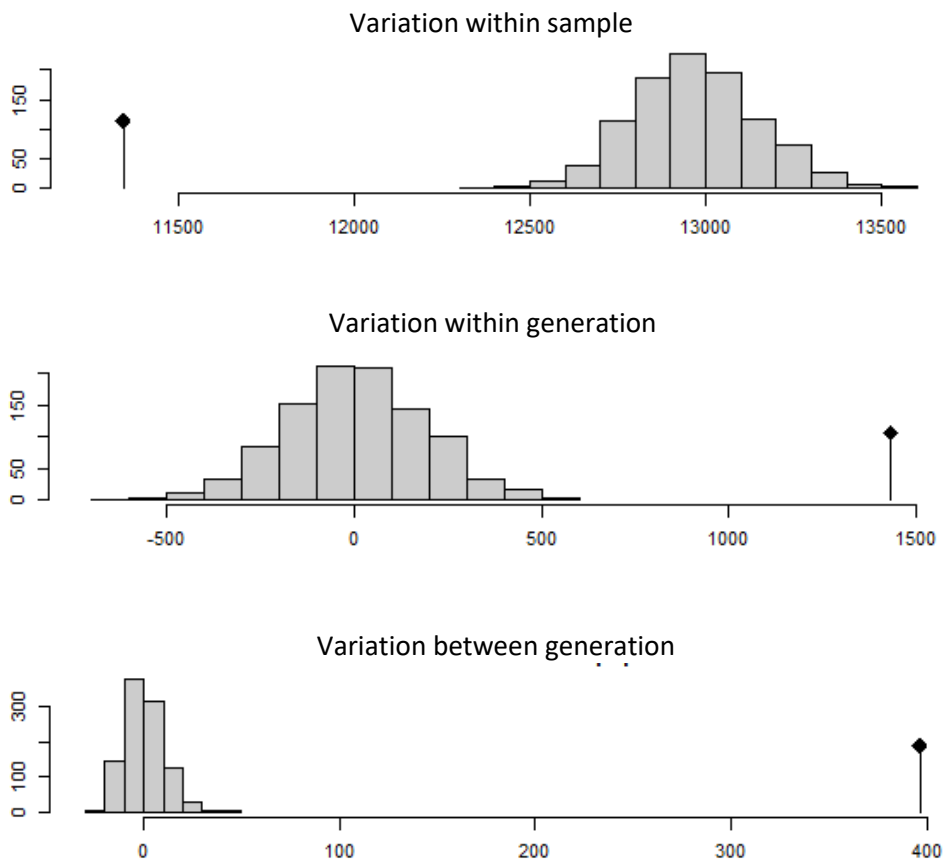 Variation within sample
150
50
0
11500 12000 12500 13000 13500
Variation within generation
150
50
0
-500 0 500 1000 1500
Variation between generation
300
100
0
0 100 200 300 400